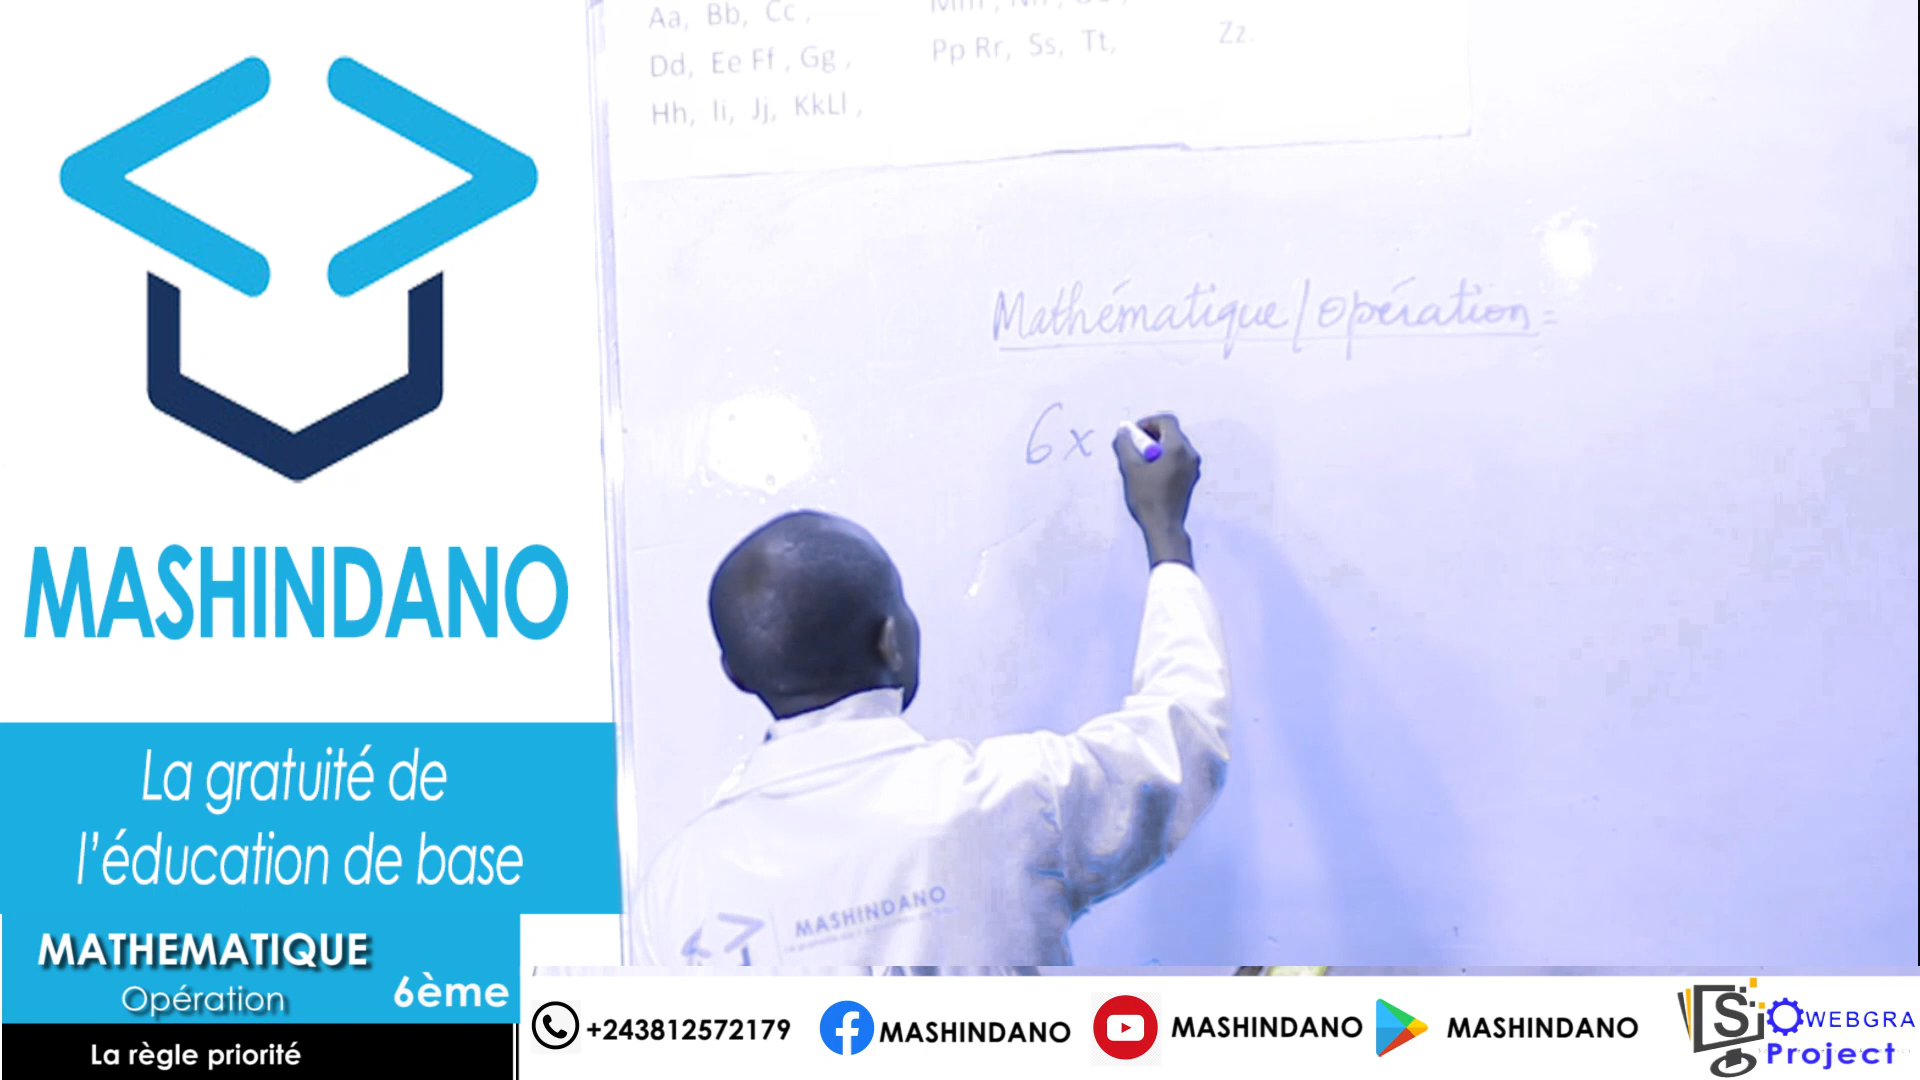 Aa, Bb, Cc,
Dd, Ee Ff, Gg,
Pp Rr, Ss, Tt,
Zz.
Hh, Ii, Jj, KkLl,
Mathématique/opération =
6 x
MASHINDANO
La gratuité de
l'éducation de base
MASHINDANO
MATHEMATIQUE
Opération
6ème
La règle priorité
+243812572179
MASHINDANO
MASHINDANO
MASHINDANO
WEBGRA
Project